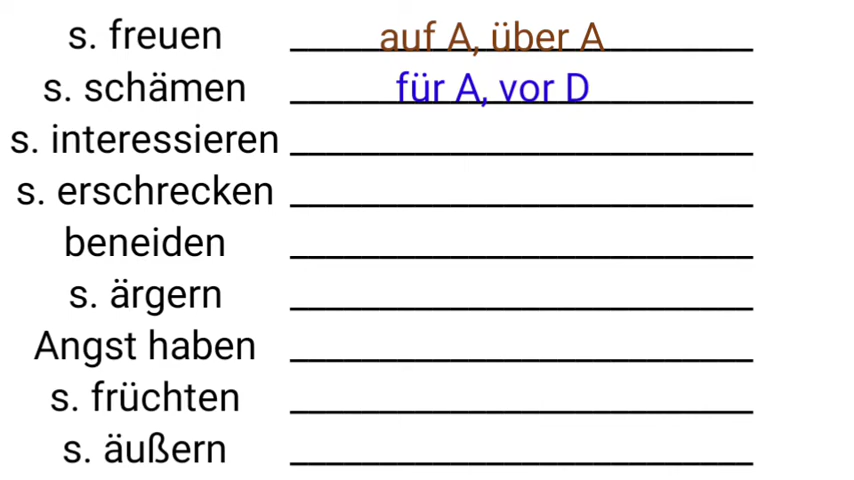 s. freuen auf A, über A
s. schämen für A, vor D
s. interessieren
s. erschrecken
beneiden
s. ärgern
Angst haben
s. früchten
s. äußern